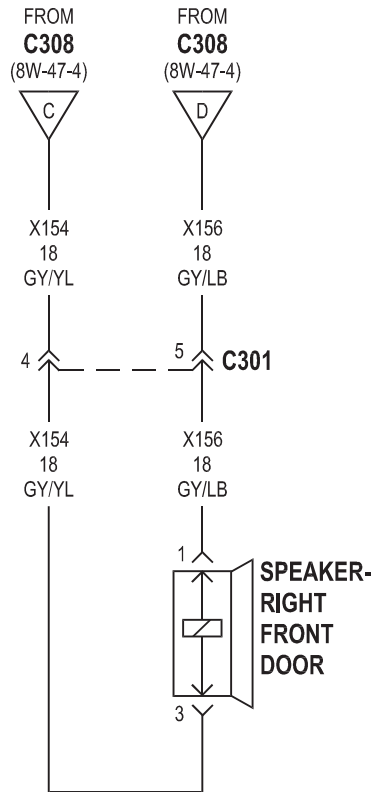 FROM
C308
(8W-47-4)
C
FROM
C308
(8W-47-4)
D
X154
18
GY/YL
X156
18
GY/LB
4
5
C301
X154
18
GY/YL
X156
18
GY/LB
1
SPEAKER-
RIGHT
FRONT
DOOR
3